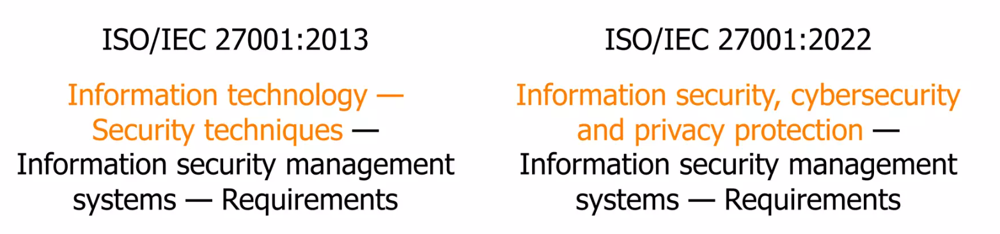 ISO/IEC 27001:2013
Information technology —
Security techniques —
Information security management
systems — Requirements
ISO/IEC 27001:2022
Information security, cybersecurity
and privacy protection —
Information security management
systems — Requirements